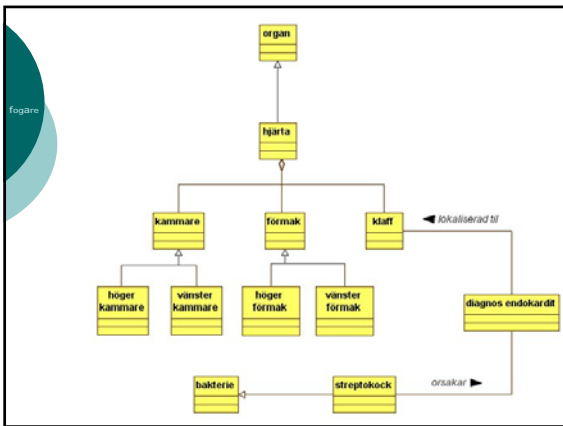 organ
fogare
hjärta
kammare
förmak
klaff
lokaliserad til
höger
kammare
vänster
kammare
höger
förmak
vänster
förmak
diagnos endokardit
bakterie
streptokock
orsakar